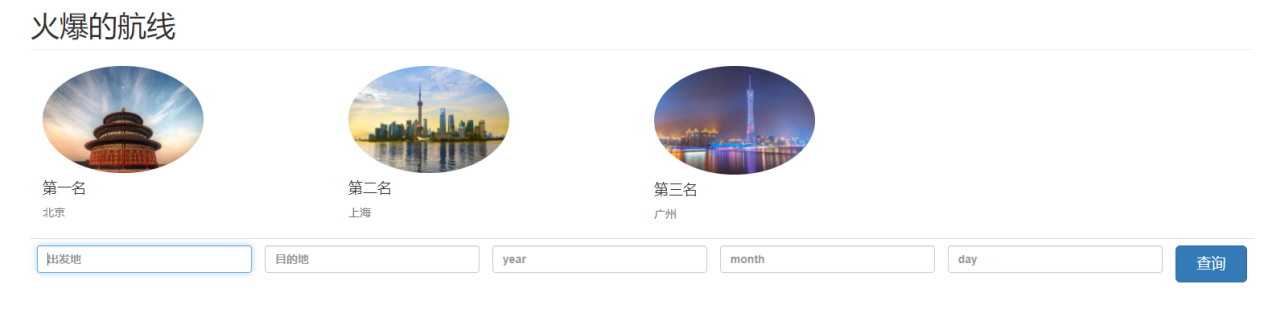 火爆的航线
第一名
北京
第二名
上海
第三名
广州
出发地
目的地
year
month
day
查询